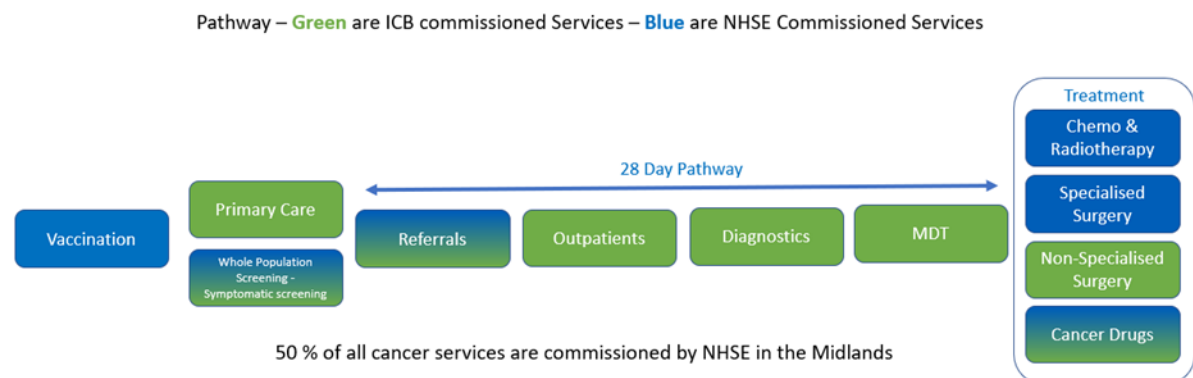 Pathway – Green are ICB commissioned Services – Blue are NHSE Commissioned Services
Treatment
Chemo &
Radiotherapy
28 Day Pathway
Primary Care
Specialised
Surgery
Vaccination
Referrals
Outpatients
Diagnostics
MDT
Whole Population
Screening -
Symptomatic screening
Non-Specialised
Surgery
Cancer Drugs
50 % of all cancer services are commissioned by NHSE in the Midlands